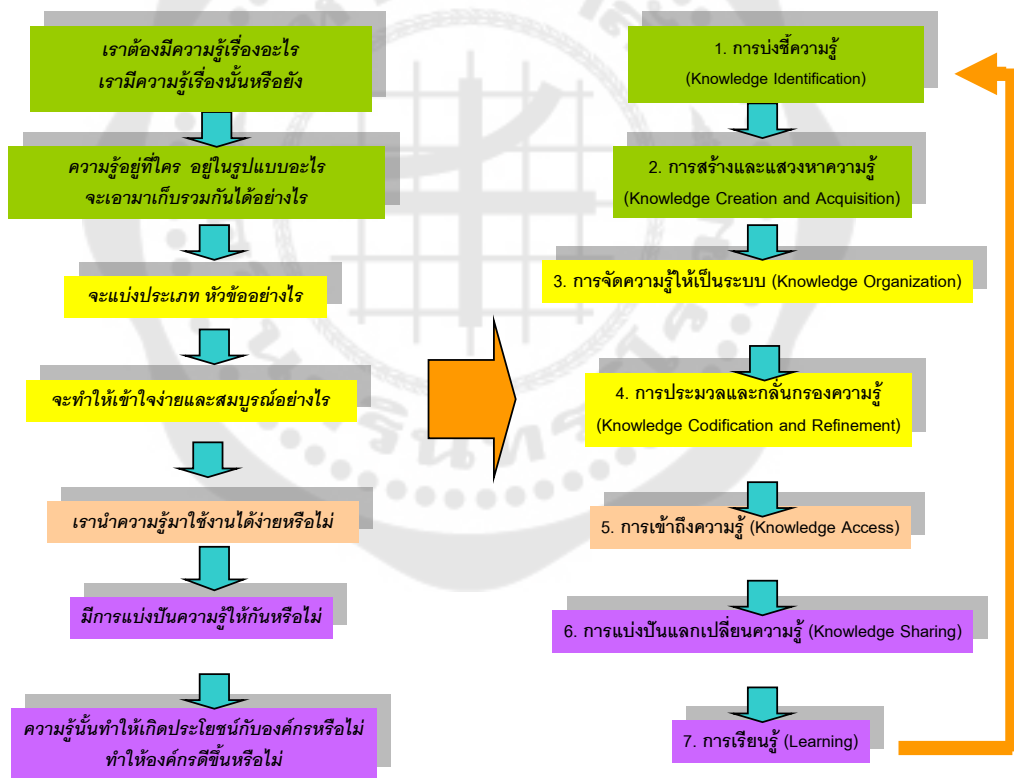 เราต้องมีความรู้เรื่องอะไร
เรามีความรู้เรื่องนั้นหรือยัง
ความรู้อยู่ที่ใคร อยู่ในรูปแบบอะไร
จะเอามาเก็บรวมกันได้อย่างไร
จะแบ่งประเภท หัวข้ออย่างไร
จะทำให้เข้าใจง่ายและสมบูรณ์อย่างไร
เรานำความรู้มาใช้งานได้ง่ายหรือไม่
มีการแบ่งปันความรู้ให้กันหรือไม่
ความรู้นั้นทำให้เกิดประโยชน์กับองค์กรหรือไม่
ทำให้องค์กรดีขึ้นหรือไม่
1. การบ่งชี้ความรู้
(Knowledge Identification)
2. การสร้างและแสวงหาความรู้
(Knowledge Creation and Acquisition)
3. การจัดความรู้ให้เป็นระบบ (Knowledge Organization)
4. การประมวลและกลั่นกรองความรู้
(Knowledge Codification and Refinement)
5. การเข้าถึงความรู้ (Knowledge Access)
6. การแบ่งปันแลกเปลี่ยนความรู้ (Knowledge Sharing)
7. การเรียนรู้ (Learning)